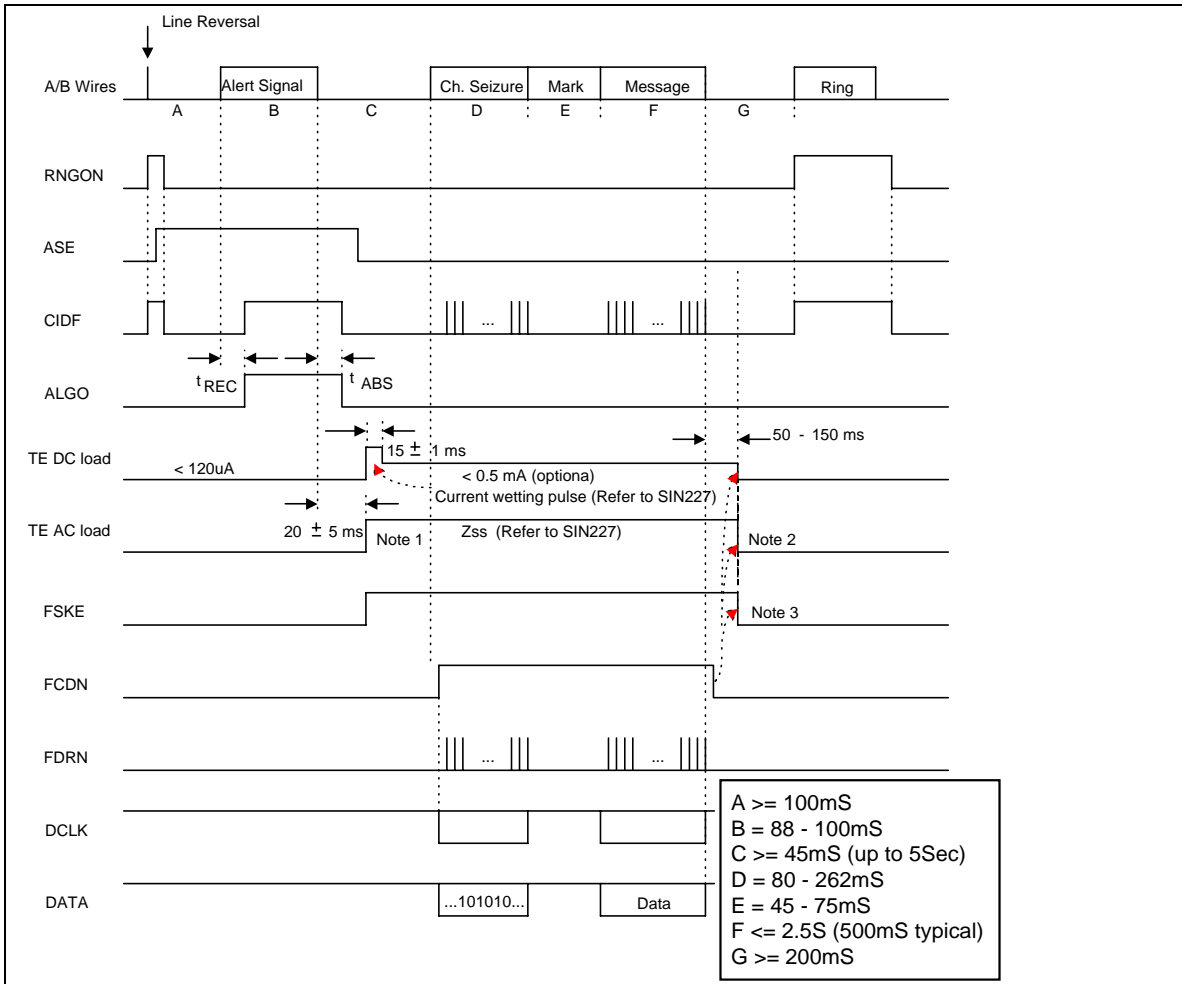 Line Reversal
A/B Wires
Alert Signal
Ch. Seizure
Mark
Message
Ring
A
B
C
D
E
F
G
RNGON
ASE
CIDF
...
...
tREC
tABS
ALGO
50 - 150 ms
15 ± 1 ms
TE DC load
< 120uA
< 0.5 mA (optiona)
Current wetting pulse (Refer to SIN227)
TE AC load
20 ± 5 ms
Note 1
Zss (Refer to SIN227)
Note 2
FSKE
Note 3
FCDN
FDRN
...
...
DCLK
DATA
...101010...
Data
A >= 100mS
B = 88 - 100mS
C >= 45mS (up to 5Sec)
D = 80 - 262mS
E = 45 - 75mS
F <= 2.5S (500mS typical)
G >= 200mS